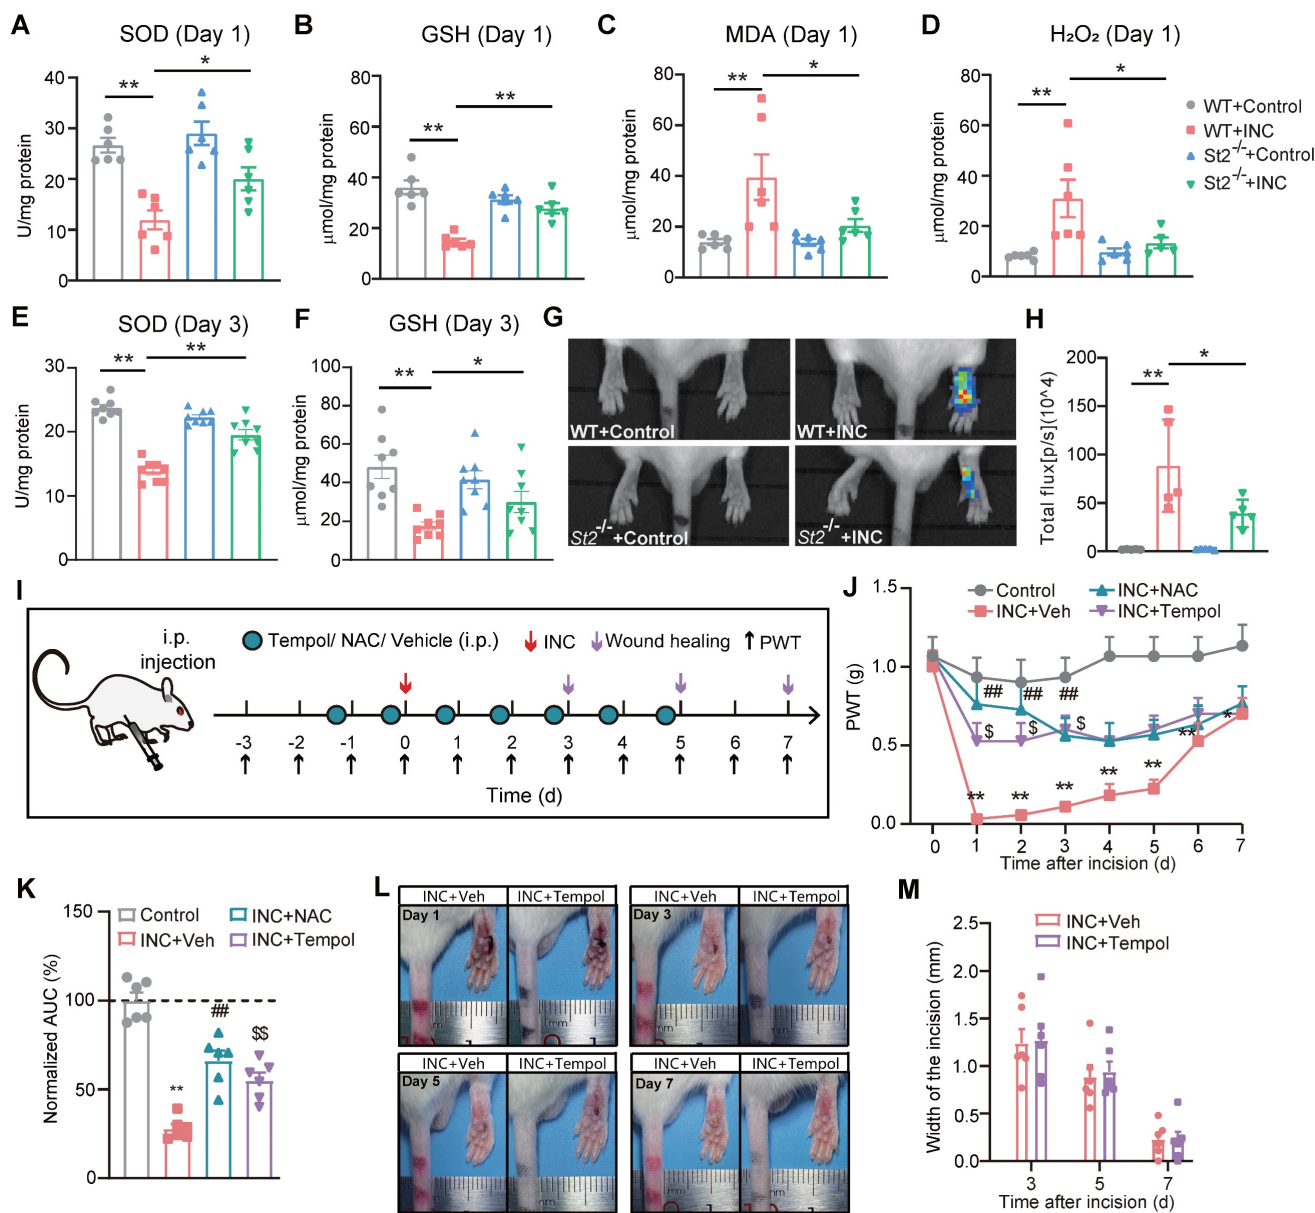 A
SOD (Day 1)
U/mg protein
40
30
20
10
0
**
*
B
GSH (Day 1)
μmol/mg protein
80
60
40
20
0
**
**
C
MDA (Day 1)
μmol/mg protein
80
60
40
20
0
**
*
D
H₂O₂ (Day 1)
μmol/mg protein
80
60
40
20
0
**
*
WT+Control
WT+INC
St2-/-+Control
St2-/-+INC
E
SOD (Day 3)
U/mg protein
30
20
10
0
**
**
F
GSH (Day 3)
μmol/mg protein
100
80
60
40
20
0
**
*
G
WT+Control
WT+INC
St2-/-+Control
St2-/-+INC
H
Total flux[p/s](10^4)
200
150
100
50
0
**
*
I
i.p.
injection
Tempol/ NAC/ Vehicle (i.p.)
INC
Wound healing
PWT
-3 -2 -1 0 1 2 3 4 5 6 7
Time (d)
J
Control
INC+NAC
INC+Veh
INC+Tempol
PWT (g)
1.5
1.0
0.5
0.0
## ## ##
$ $ $
** ** ** ** ** ** *
0 1 2 3 4 5 6 7
Time after incision (d)
K
Control
INC+NAC
INC+Veh
INC+Tempol
Normalized AUC (%)
150
100
50
0
**
##
$$
L
INC+Veh
INC+Tempol
INC+Veh
INC+Tempol
Day 1
Day 3
mm
mm
INC+Veh
INC+Tempol
INC+Veh
INC+Tempol
Day 5
Day 7
mm
mm
M
INC+Veh
INC+Tempol
Width of the incision (mm)
2.5
2.0
1.5
1.0
0.5
0.0
3 5 7
Time after incision (d)